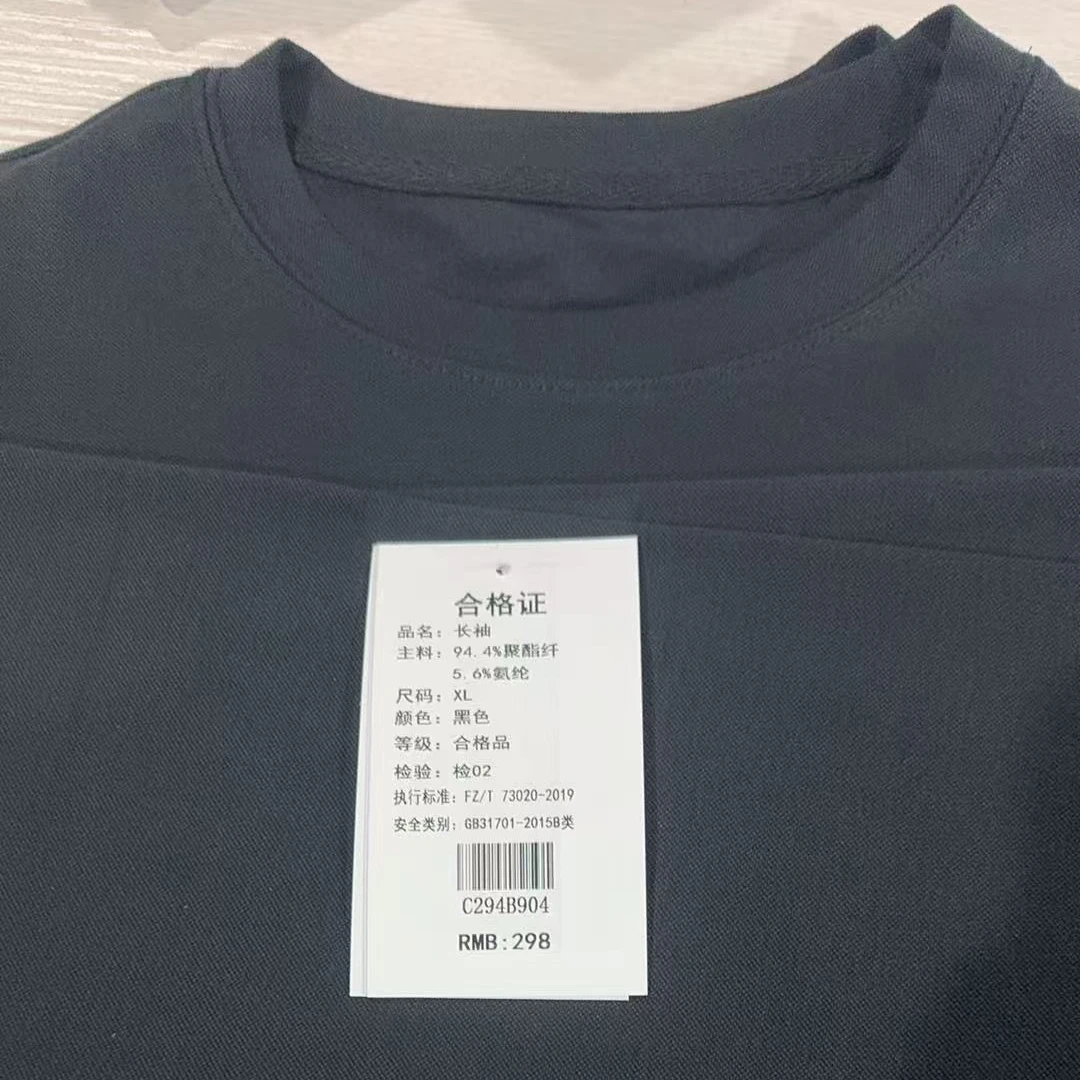 合格证
品名：长袖
主料：94.4%聚酯纤
5.6%氨纶
尺码：XL
颜色：黑色
等级：合格品
检验：检02
执行标准：FZ/T 73020-2019
安全类别：GB31701-2015B类
C294B904
RMB:298